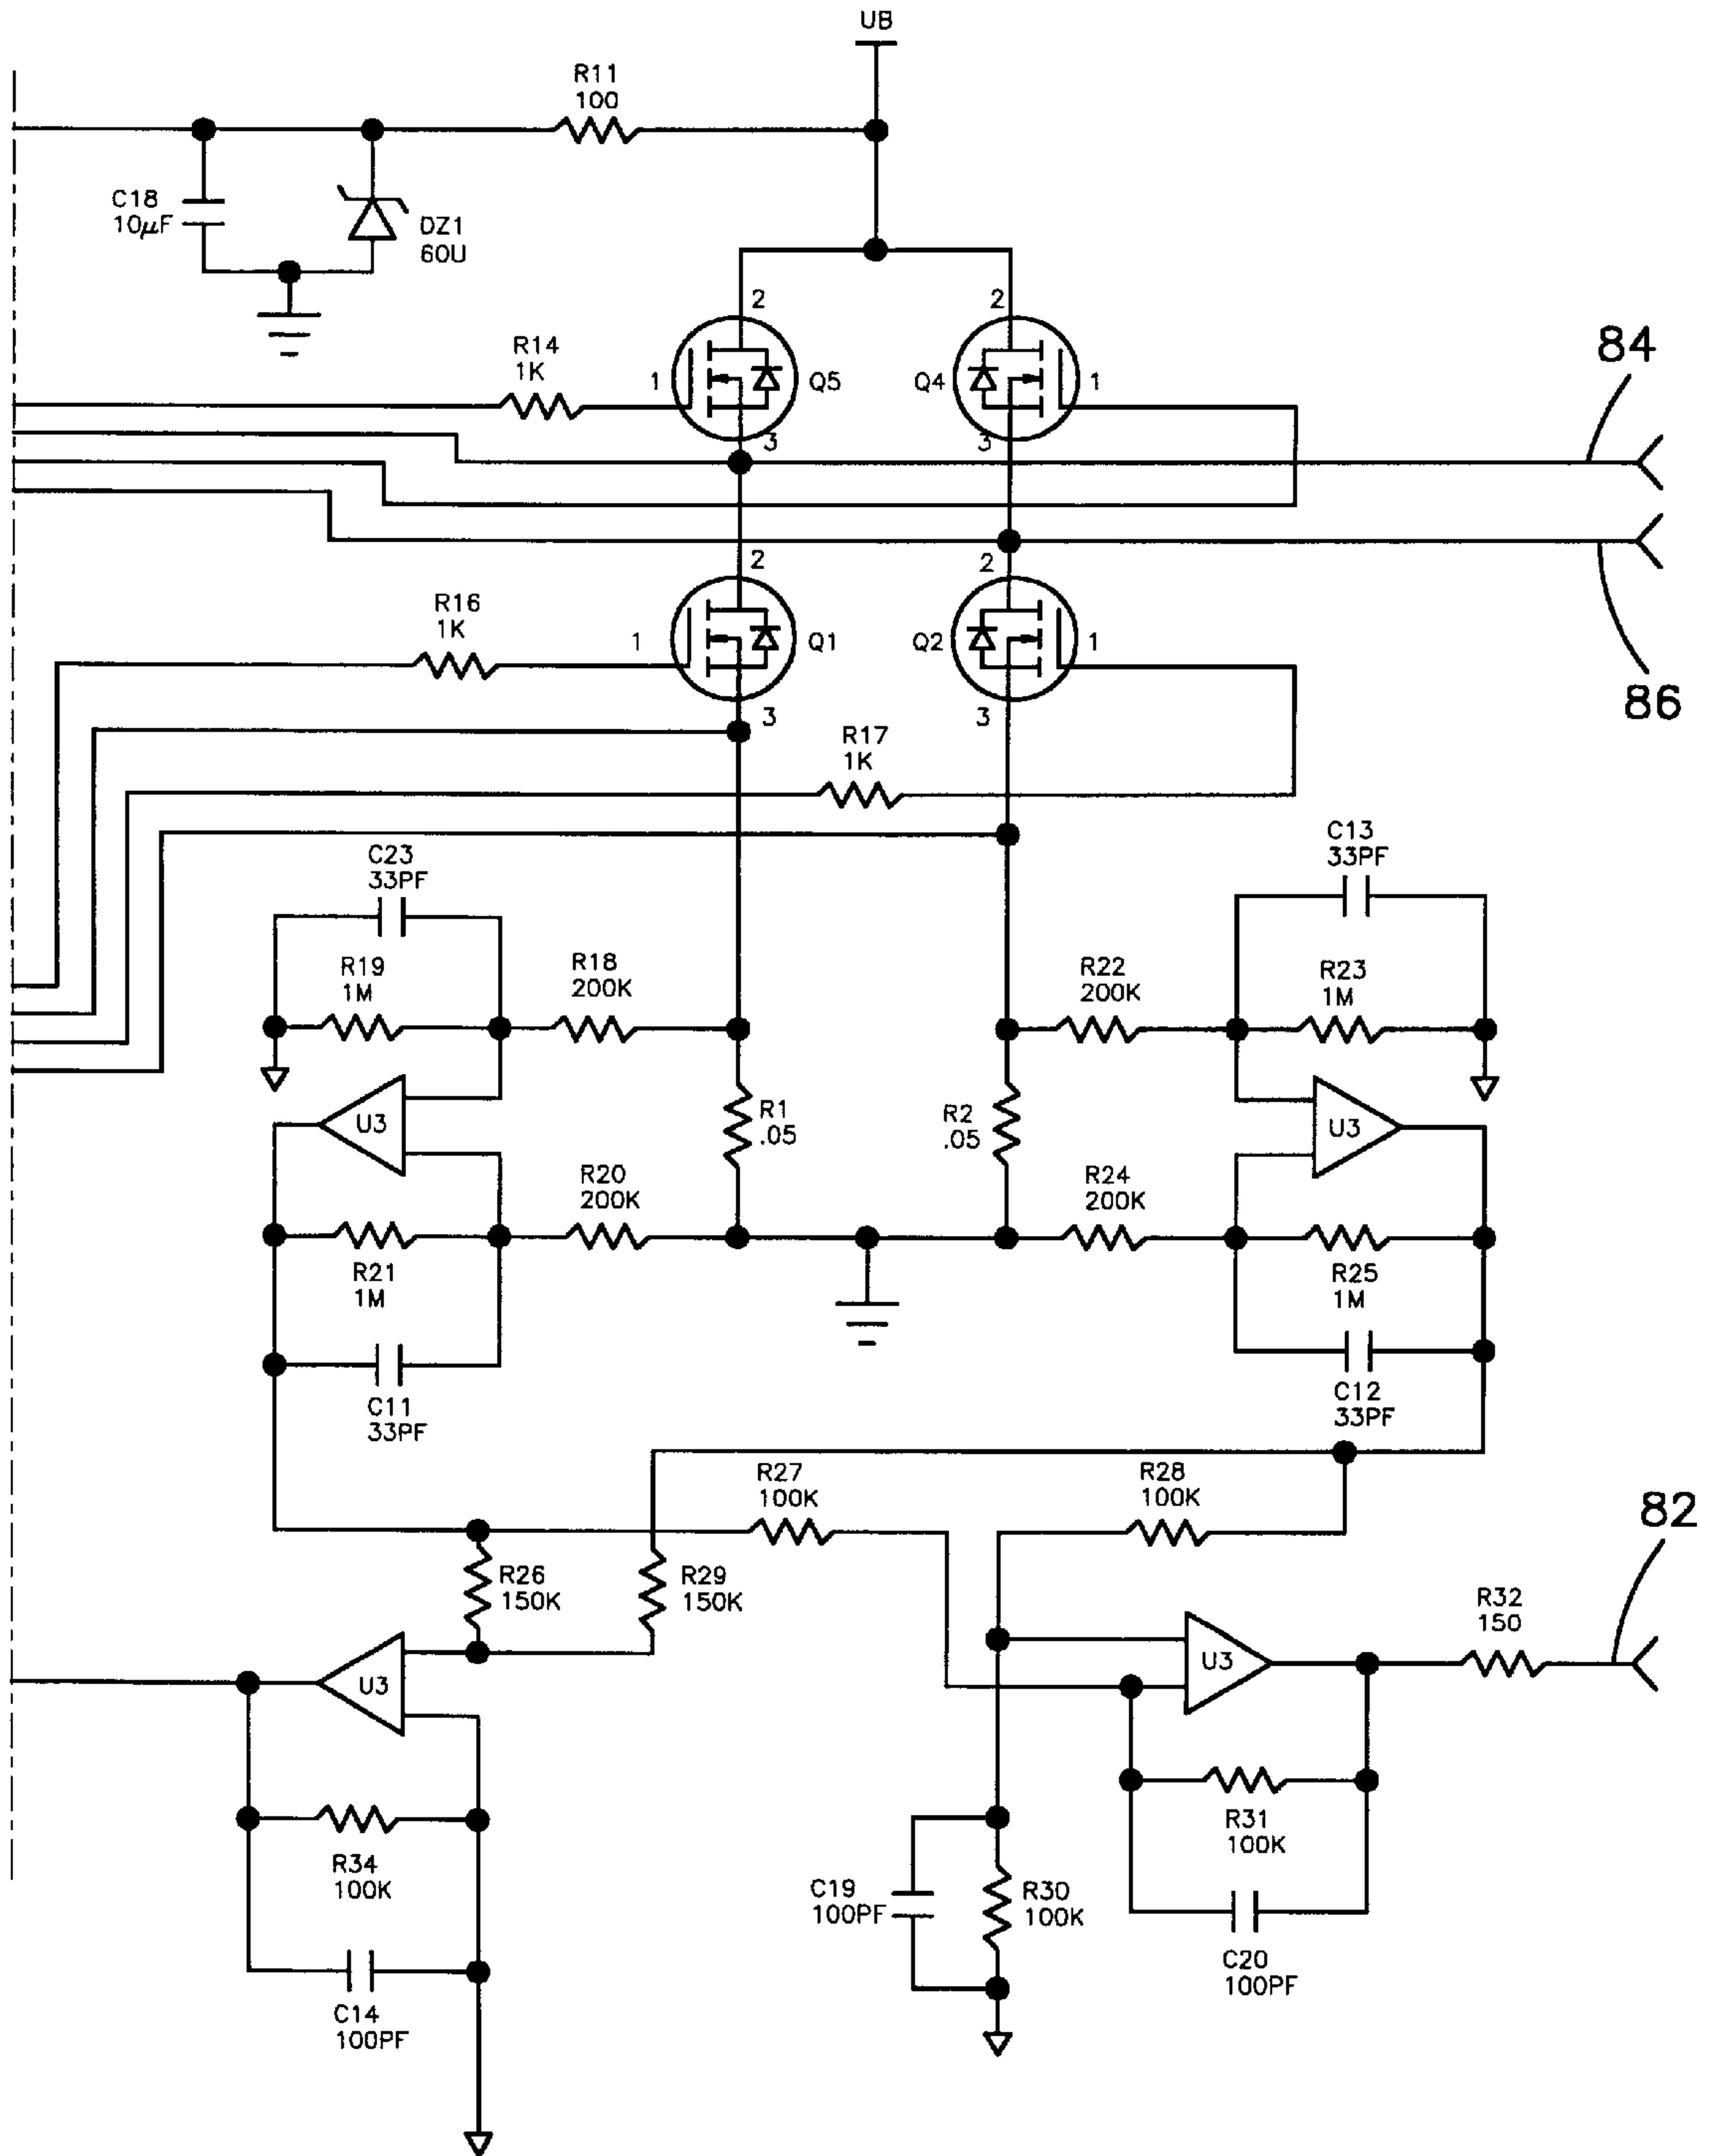 UB
R11
100
C18
10µF
DZ1
60U
2
2
R14
1K
1
Q5
Q4
1
84
3
3
2
2
R16
1K
1
Q1
Q2
1
86
3
3
R17
1K
C23
33PF
C13
33PF
R19
1M
R18
200K
R22
200K
R23
1M
U3
R1
.05
R2
.05
U3
R20
200K
R24
200K
R21
1M
R25
1M
C11
33PF
C12
33PF
R27
100K
R28
100K
82
R26
150K
R29
150K
R32
150
U3
U3
R34
100K
R31
100K
C19
100PF
R30
100K
C20
100PF
C14
100PF